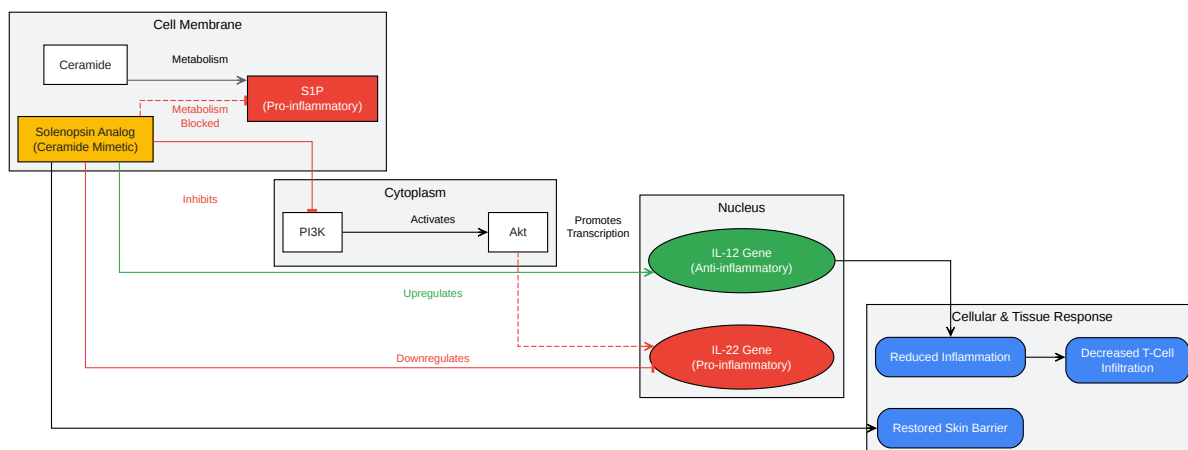 Cell Membrane
Ceramide
Metabolism
S1P
(Pro-inflammatory)
Metabolism
Blocked
Solenopsin Analog
(Ceramide Mimetic)
Inhibits
Cytoplasm
PI3K
Activates
Akt
Promotes
Transcription
Nucleus
IL-12 Gene
(Anti-inflammatory)
Upregulates
IL-22 Gene
(Pro-inflammatory)
Downregulates
Cellular & Tissue Response
Reduced Inflammation
Decreased T-Cell
Infiltration
Restored Skin Barrier